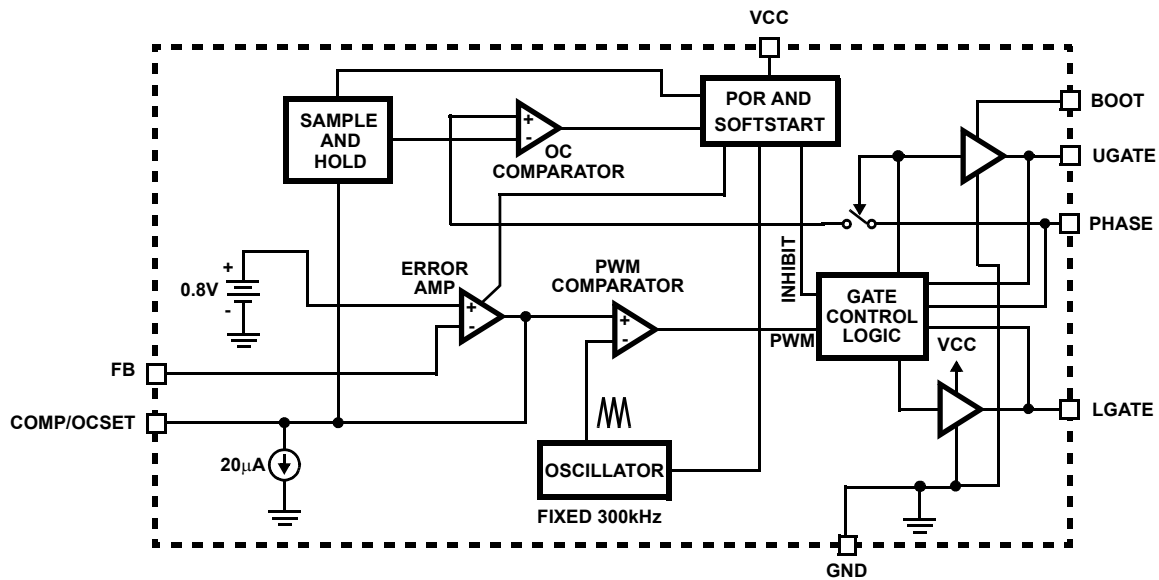 VCC
SAMPLE
AND
HOLD
+
-
OC
COMPARATOR
POR AND
SOFTSTART
BOOT
UGATE
PHASE
INHIBIT
+
0.8V
-
ERROR
AMP
+
-
PWM
COMPARATOR
+
-
GATE
CONTROL
LOGIC
PWM
VCC
FB
COMP/OCSET
LGATE
20μA
OSCILLATOR
FIXED 300kHz
GND